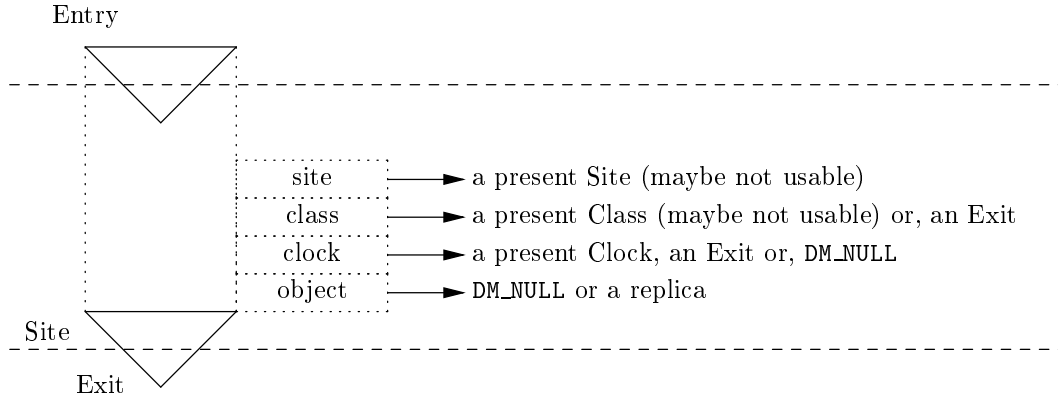 Entry
site a present Site (maybe not usable)
class a present Class (maybe not usable) or, an Exit
clock a present Clock, an Exit or, DM_NULL
object DM_NULL or a replica
Site
Exit